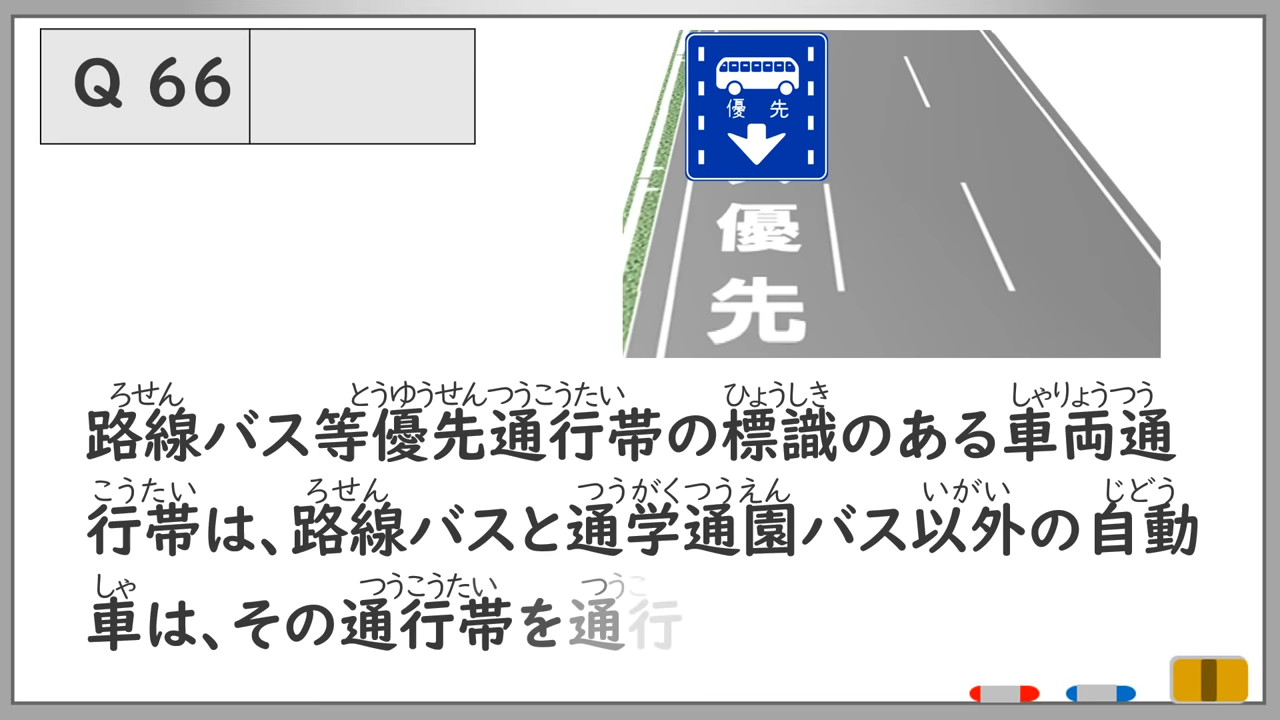 Q 66
優 先
優
先
ろせん とうゆうせんつうこうたい ひょうしき しゃりょうつう
路線バス等優先通行帯の標識のある車両通
こうたい ろせん つうがくつうえん いがい じどう
行帯は、路線バスと通学通園バス以外の自動
しゃ つうこうたい つうこ
車は、その通行帯を通行